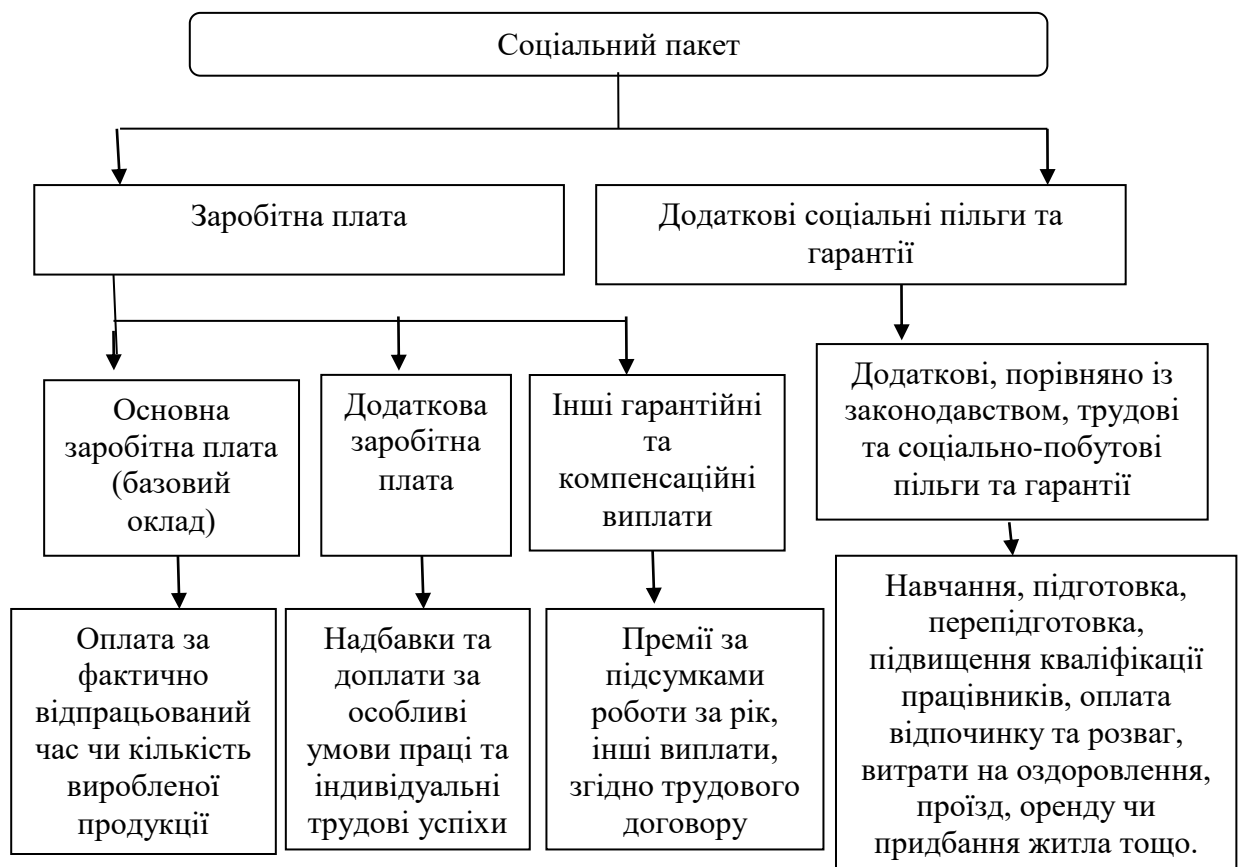 Соціальний пакет
Заробітна плата
Додаткові соціальні пільги та
гарантії
Основна
заробітна плата
(базовий
оклад)
Додаткова
заробітна
плата
Інші гарантійні
та
компенсаційні
виплати
Додаткові, порівняно із
законодавством, трудові
та соціально-побутові
пільги та гарантії
Оплата за
фактично
відпрацьований
час чи кількість
виробленої
продукції
Надбавки та
доплати за
особливі
умови праці та
індивідуальні
трудові успіхи
Премії за
підсумками
роботи за рік,
інші виплати,
згідно трудового
договору
Навчання, підготовка,
перепідготовка,
підвищення кваліфікації
працівників, оплата
відпочинку та розваг,
витрати на оздоровлення,
проїзд, оренду чи
придбання житла тощо.